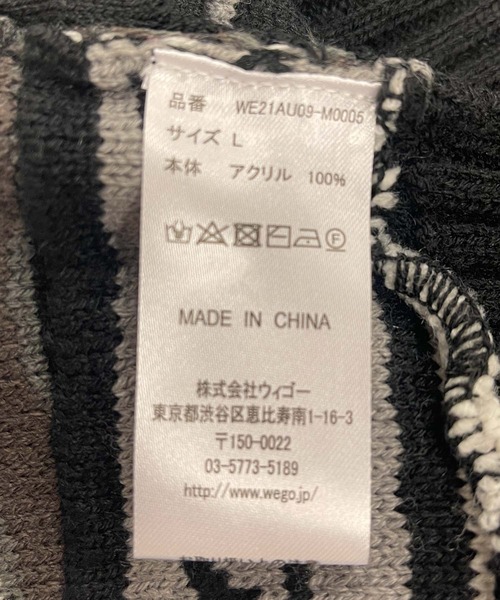 品番 WE21AU09-M0005
サイズ L
本体 アクリル 100%
MADE IN CHINA
株式会社ウィゴー
東京都渋谷区恵比寿南1-16-3
〒150-0022
03-5773-5189
http://www.wego.jp/